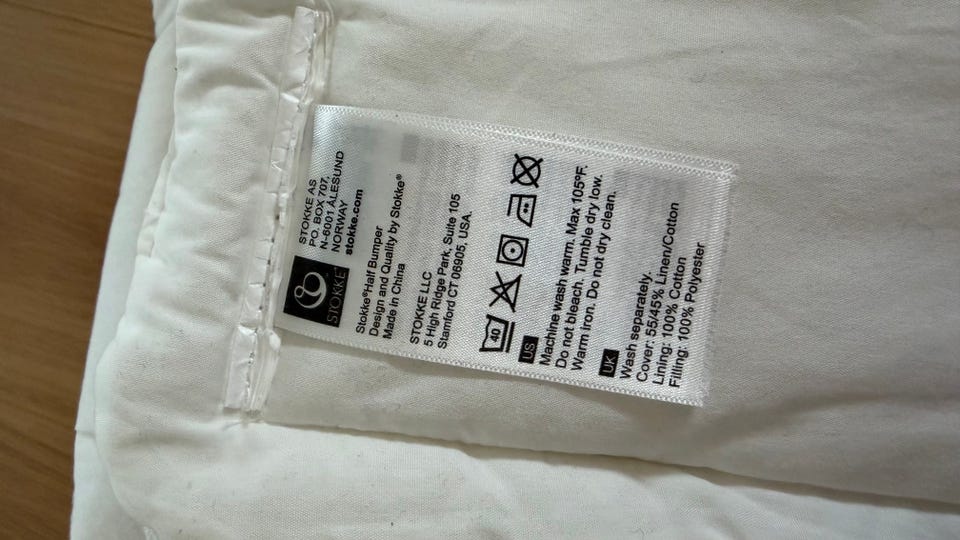 STOKKE AS
PO. BOX 707,
N-6001 ÅLESUND
NORWAY
stokke.com
STOKKE™
Stokke® Half Bumper
Design and Quality by Stokke®
Made in China
STOKKE LLC
5 High Ridge Park, Suite 105
Stamford CT 06905, USA.
40
US
Machine wash warm. Max 105°F.
Do not bleach. Tumble dry low.
Warm iron. Do not dry clean.
UK
Wash separately.
Cover: 55/45% Linen/Cotton
Lining: 100% Cotton
Filling: 100% Polyester